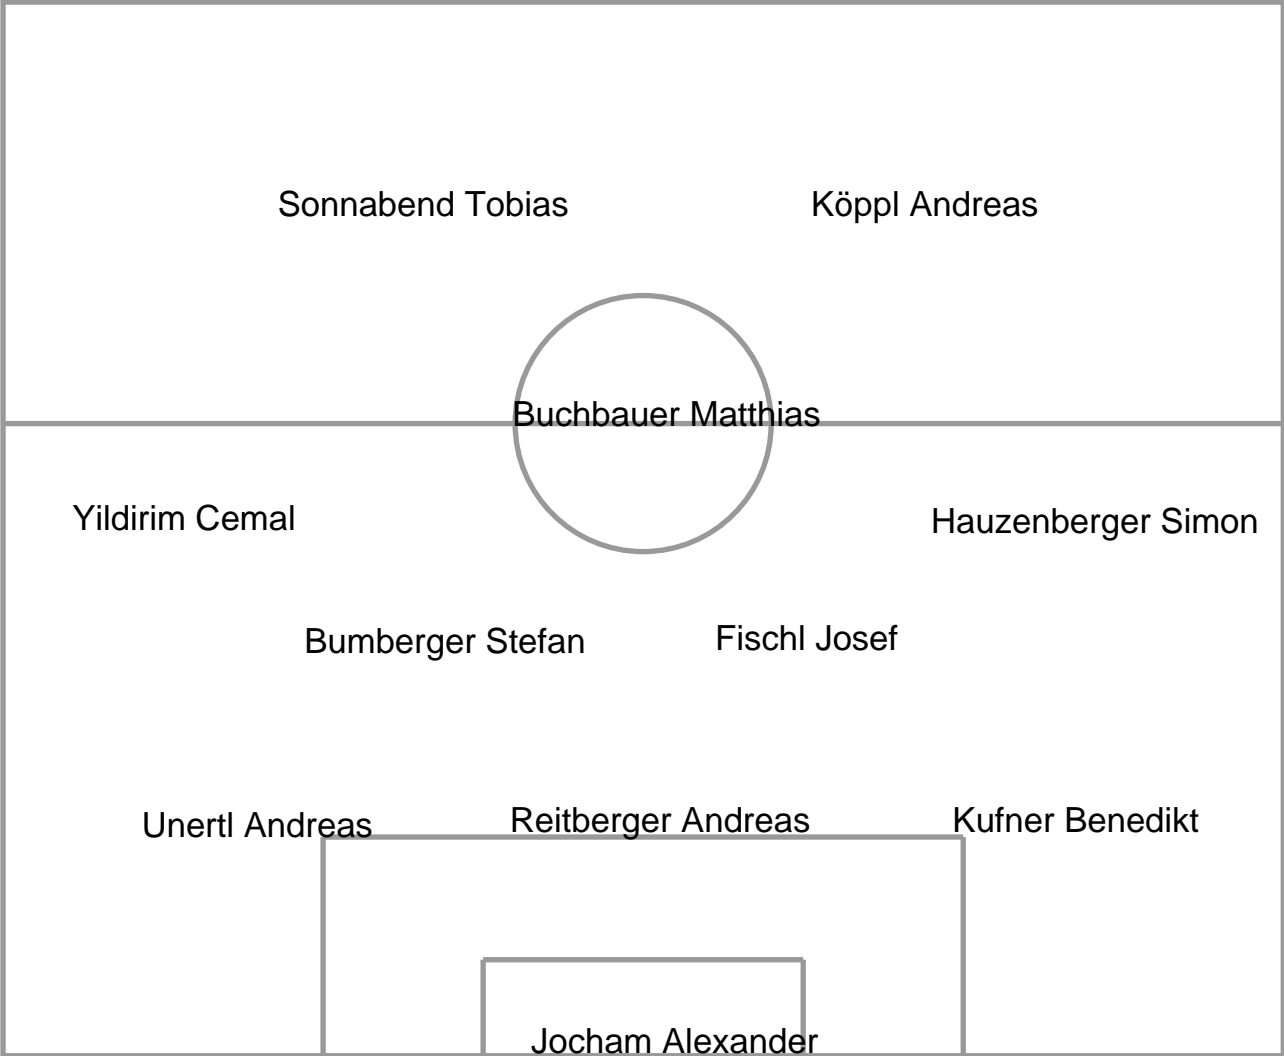 Sonnabend Tobias
Köppl Andreas
Buchbauer Matthias
Yildirim Cemal
Hauzenberger Simon
Bumberger Stefan
Fischl Josef
Unertl Andreas
Reitberger Andreas
Kufner Benedikt
Jocham Alexander